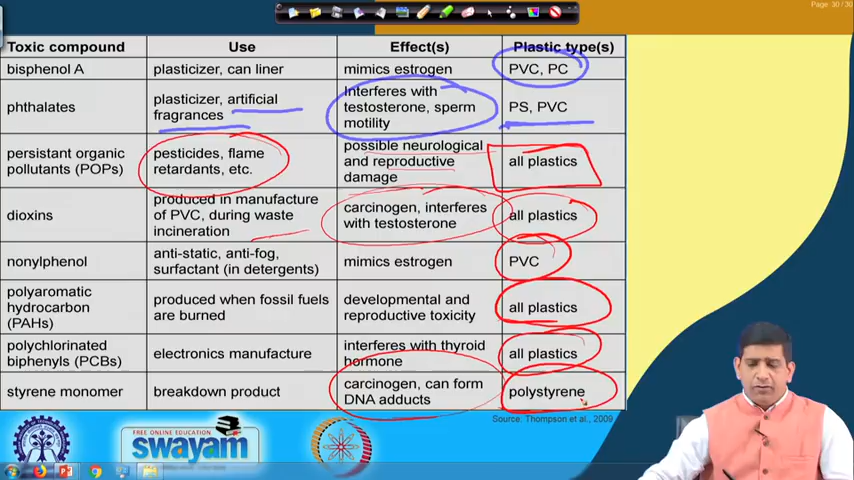 Page 30 / 30
Toxic compound Use Effect(s) Plastic type(s)
bisphenol A plasticizer, can liner mimics estrogen PVC, PC
phthalates plasticizer, artificial fragrances Interferes with testosterone, sperm motility PS, PVC
persistant organic pollutants (POPs) pesticides, flame retardants, etc. possible neurological and reproductive damage all plastics
dioxins produced in manufacture of PVC, during waste incineration carcinogen, interferes with testosterone all plastics
nonylphenol anti-static, anti-fog, surfactant (in detergents) mimics estrogen PVC
polyaromatic hydrocarbon (PAHs) produced when fossil fuels are burned developmental and reproductive toxicity all plastics
polychlorinated biphenyls (PCBs) electronics manufacture interferes with thyroid hormone all plastics
styrene monomer breakdown product carcinogen, can form DNA adducts polystyrene
Source: Thompson et al., 2009
FREE ONLINE EDUCATION
swayam